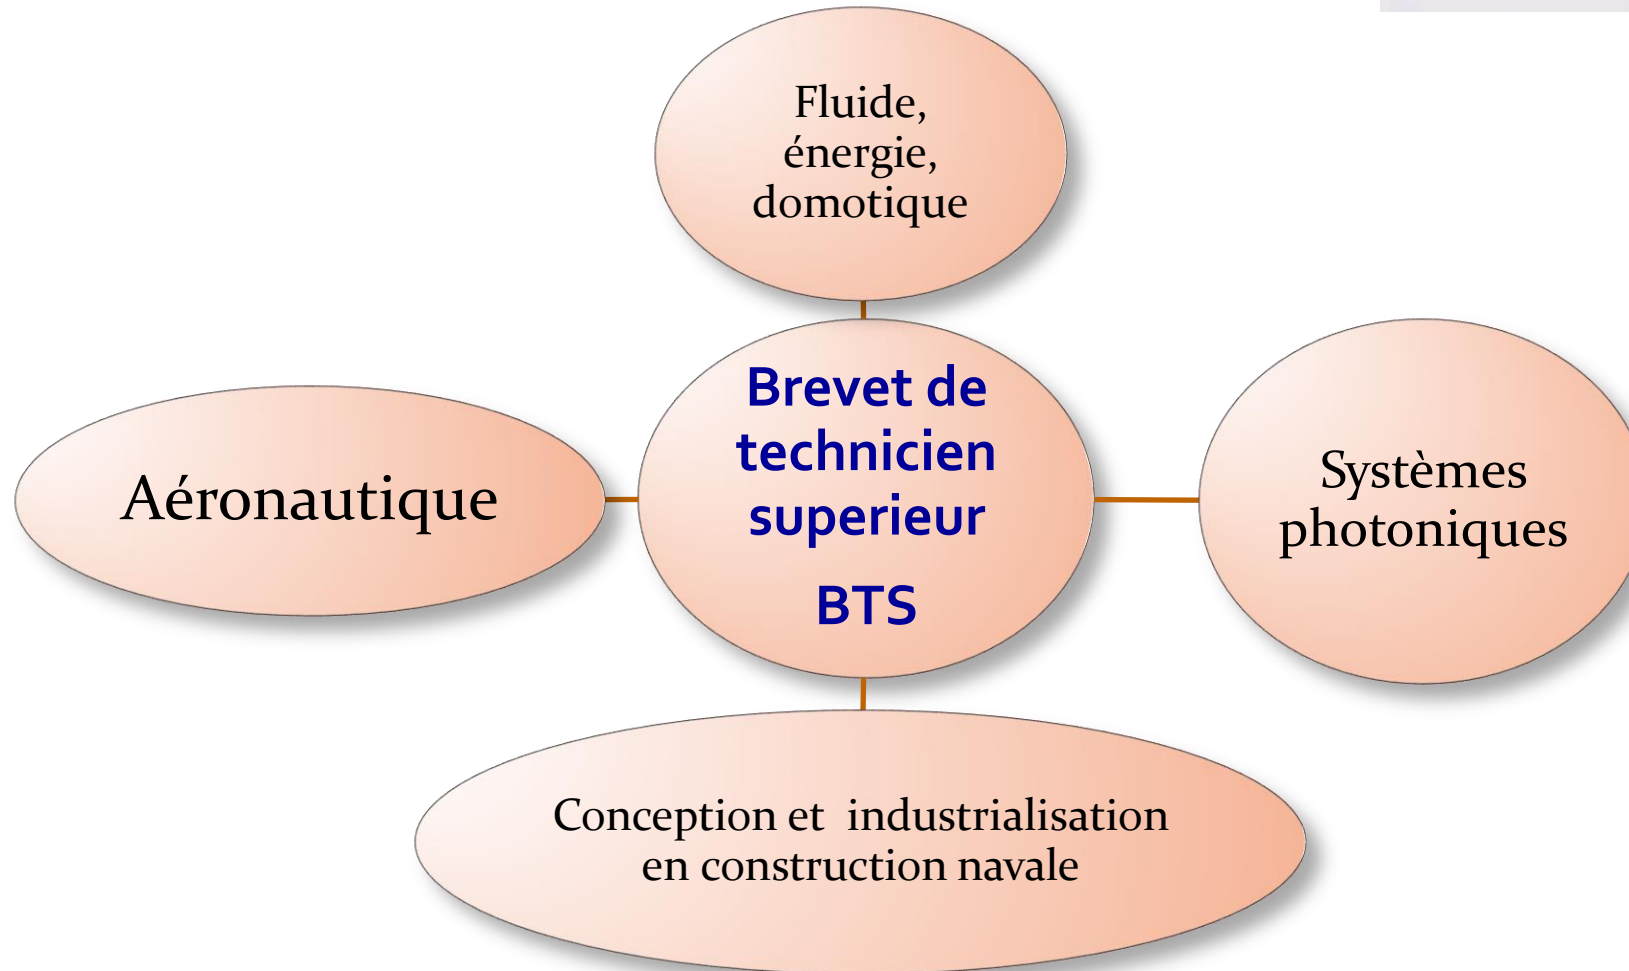 Fluide,
énergie,
domotique
Brevet de
technicien
superieur
BTS
Aéronautique
Systèmes
photoniques
Conception et  industrialisation
en construction navale